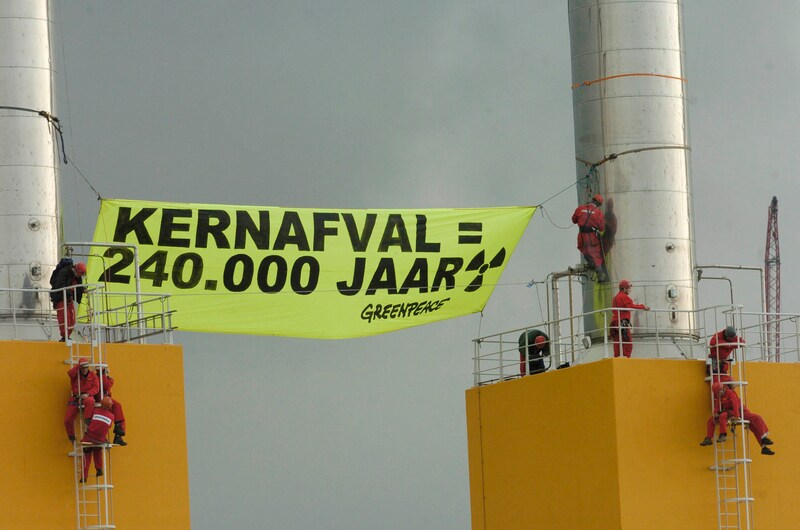 KERNAFVAL =
240.000 JAAR
GREENPEACE